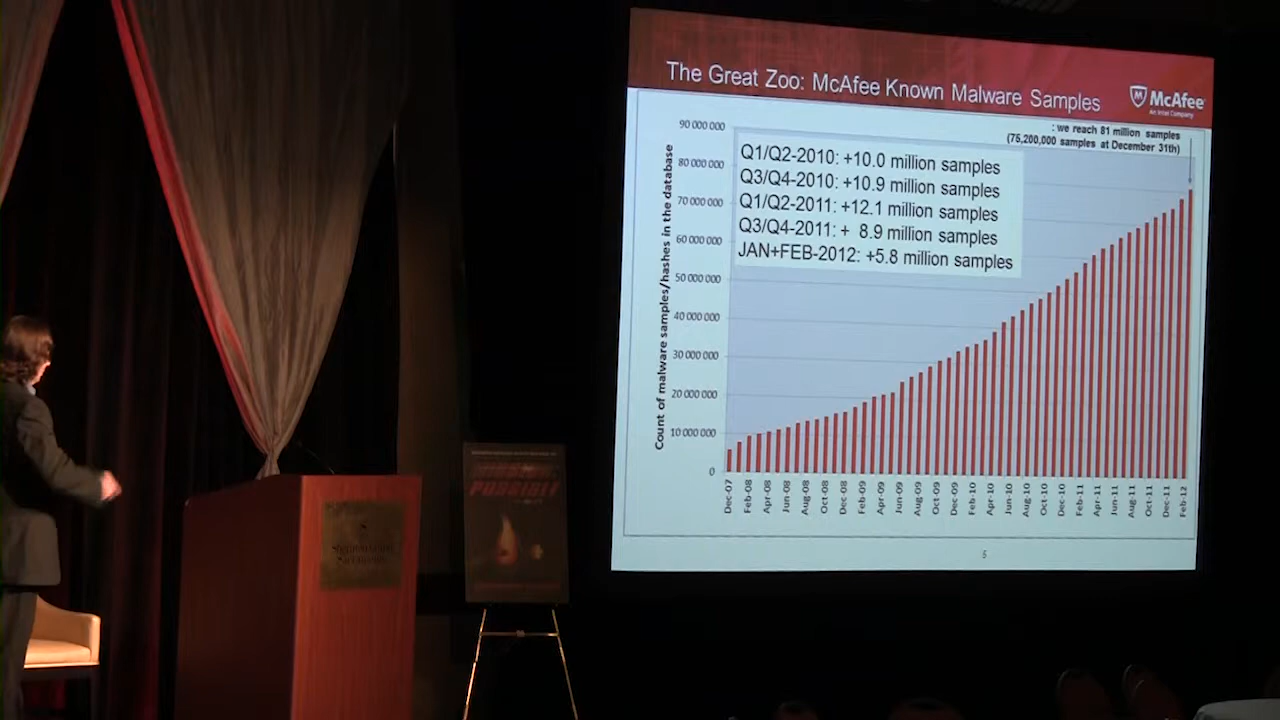 The Great Zoo: McAfee Known Malware Samples
McAfee
An Intel Company
: we reach 81 million samples
(75,200,000 samples at December 31th)
Q1/Q2-2010: +10.0 million samples
Q3/Q4-2010: +10.9 million samples
Q1/Q2-2011: +12.1 million samples
Q3/Q4-2011: + 8.9 million samples
JAN+FEB-2012: +5.8 million samples
Count of malware samples/hashes in the database
90 000 000
80 000 000
70 000 000
60 000 000
50 000 000
40 000 000
30 000 000
20 000 000
10 000 000
0
Dec-07
Feb-08
Apr-08
Jun-08
Aug-08
Oct-08
Dec-08
Feb-09
Apr-09
Jun-09
Aug-09
Oct-09
Dec-09
Feb-10
Apr-10
Jun-10
Aug-10
Oct-10
Dec-10
Feb-11
Apr-11
Jun-11
Aug-11
Oct-11
Dec-11
Feb-12
5
POSSIBLE